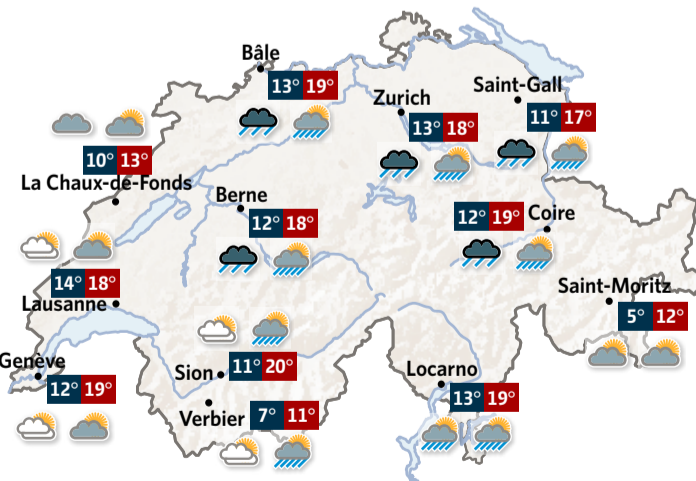 Bâle
13° 19°
Zurich
13° 18°
Saint-Gall
11° 17°
10° 13°
La Chaux-de-Fonds
Berne
12° 18°
12° 19° Coire
14° 18°
Lausanne
Saint-Moritz
5° 12°
Genève
12° 19°
Sion 11° 20°
Verbier 7° 11°
Locarno
13° 19°